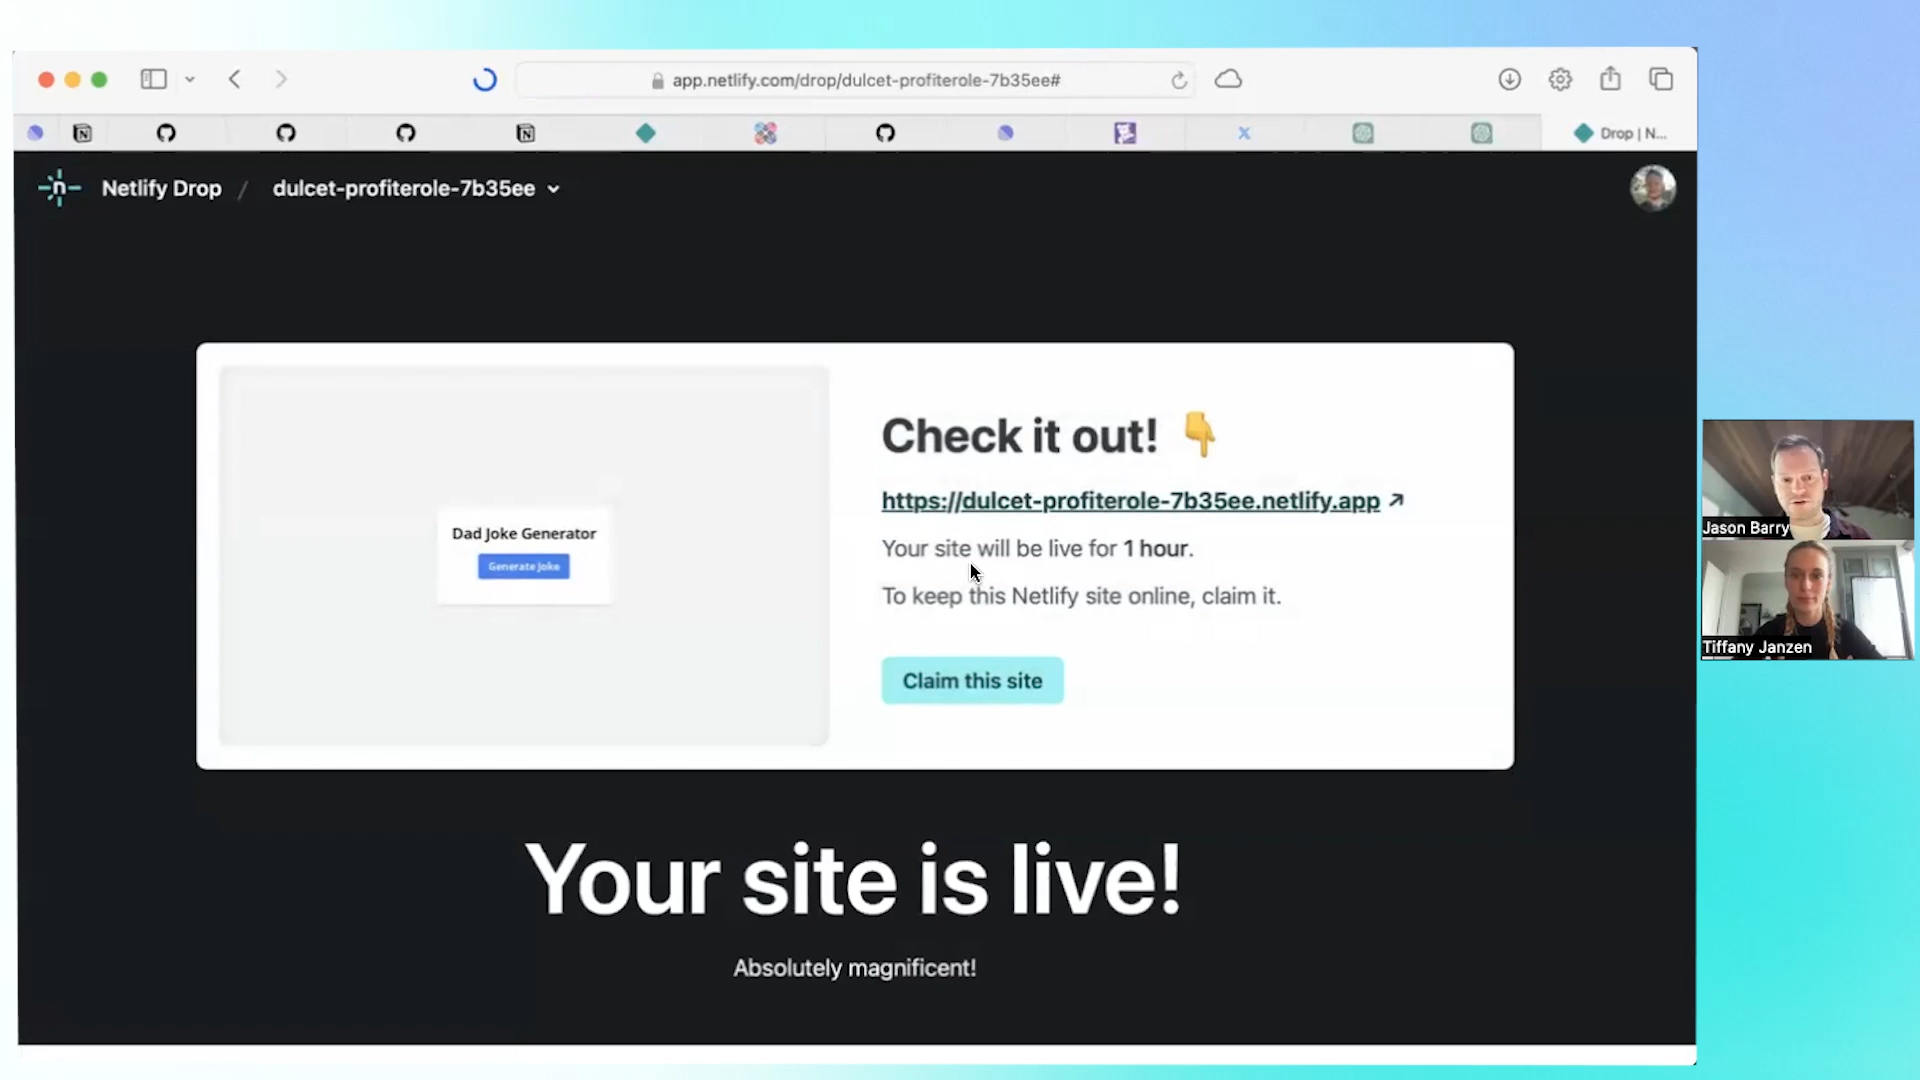 app.netlify.com/drop/dulcet-profiterole-7b35ee#
Drop | N...
Netlify Drop / dulcet-profiterole-7b35ee
Dad Joke Generator
Generate Joke
Check it out! 👇
https://dulcet-profiterole-7b35ee.netlify.app ↗
Your site will be live for 1 hour.
To keep this Netlify site online, claim it.
Claim this site
Your site is live!
Absolutely magnificent!
Jason Barry
Tiffany Janzen